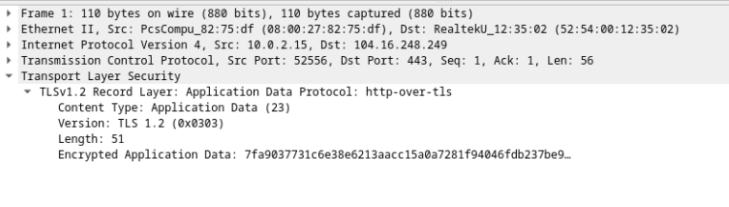 Frame 1: 110 bytes on wire (880 bits), 110 bytes captured (880 bits)
Ethernet II, Src: PcsCompu_82:75:df (08:00:27:82:75:df), Dst: RealtekU_12:35:02 (52:54:00:12:35:02)
Internet Protocol Version 4, Src: 10.0.2.15, Dst: 104.16.248.249
Transmission Control Protocol, Src Port: 52556, Dst Port: 443, Seq: 1, Ack: 1, Len: 56
Transport Layer Security
TLSv1.2 Record Layer: Application Data Protocol: http-over-tls
Content Type: Application Data (23)
Version: TLS 1.2 (0x0303)
Length: 51
Encrypted Application Data: 7fa9037731c6e38e6213aacc15a0a7281f94046fdb237be9…